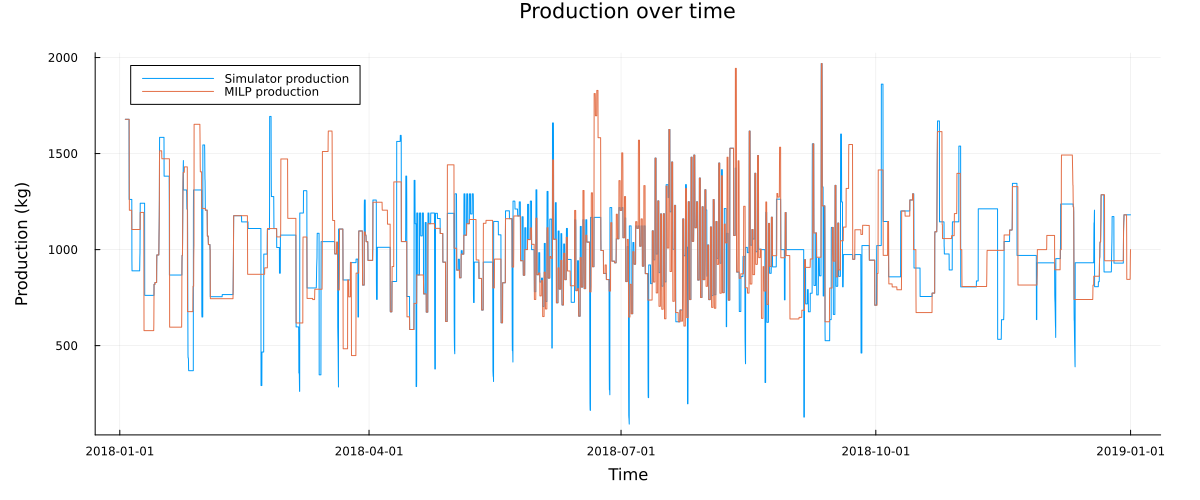 Production over time
Production (kg)
2000
1500
1000
500
Simulator production
MILP production
2018-01-01
2018-04-01
2018-07-01
2018-10-01
2019-01-01
Time